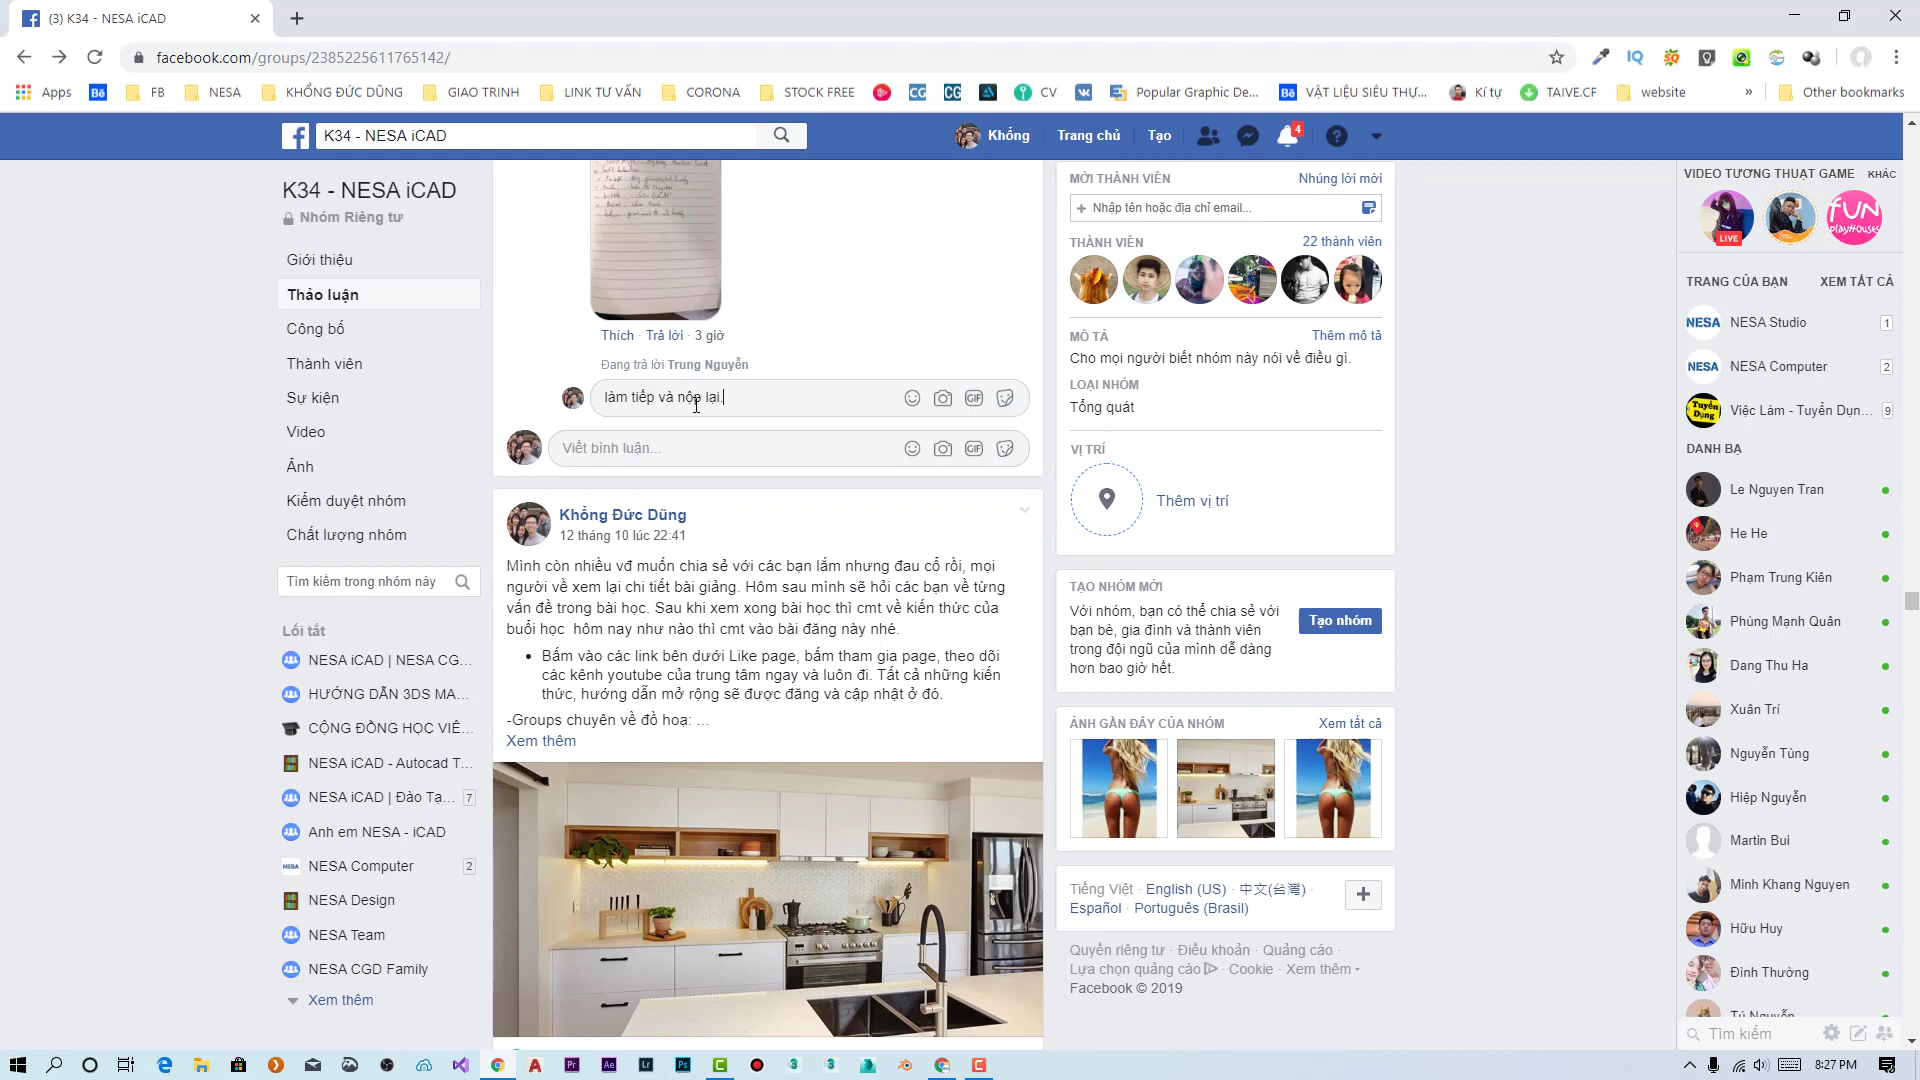 (3) K34 - NESA iCAD
facebook.com/groups/2385225611765142/
Apps
FB
NESA
KHỔNG ĐỨC DŨNG
GIAO TRINH
LINK TƯ VẤN
CORONA
STOCK FREE
CV
Popular Graphic De...
VẬT LIỆU SIÊU THỰ...
Kí tự
TAIVE.CF
website
»
Other bookmarks
K34 - NESA iCAD
Khổng
Trang chủ
Tạo
4
K34 - NESA iCAD
Nhóm Riêng tư
Giới thiệu
Thảo luận
Công bố
Thành viên
Sự kiện
Video
Ảnh
Kiểm duyệt nhóm
Chất lượng nhóm
Tìm kiếm trong nhóm này
Lối tắt
NESA iCAD | NESA CG...
HƯỚNG DẪN 3DS MA...
CỘNG ĐỒNG HỌC VIÊ...
NESA iCAD - Autocad T...
NESA iCAD | Đào Tạ... 7
Anh em NESA - iCAD
NESA Computer 2
NESA Design
NESA Team
NESA CGD Family
Xem thêm
Thích · Trả lời · 3 giờ
Đang trả lời Trung Nguyễn
làm tiếp và nộp lại.
GIF
Viết bình luận...
GIF
Khổng Đức Dũng
12 tháng 10 lúc 22:41
Mình còn nhiều vđ muốn chia sẻ với các bạn lắm nhưng đau cổ rồi, mọi
người về xem lại chi tiết bài giảng. Hôm sau mình sẽ hỏi các bạn về từng
vấn đề trong bài học. Sau khi xem xong bài học thì cmt về kiến thức của
buổi học hôm nay như nào thì cmt vào bài đăng này nhé.
• Bấm vào các link bên dưới Like page, bấm tham gia page, theo dõi
các kênh youtube của trung tâm ngay và luôn đi. Tất cả những kiến
thức, hướng dẫn mở rộng sẽ được đăng và cập nhật ở đó.
-Groups chuyên về đồ hoạ: ...
Xem thêm
MỜI THÀNH VIÊN
Nhúng lời mời
+ Nhập tên hoặc địa chỉ email...
THÀNH VIÊN
22 thành viên
MÔ TẢ
Thêm mô tả
Cho mọi người biết nhóm này nói về điều gì.
LOẠI NHÓM
Tổng quát
VỊ TRÍ
Thêm vị trí
TẠO NHÓM MỚI
Với nhóm, bạn có thể chia sẻ với
bạn bè, gia đình và thành viên
trong đội ngũ của mình dễ dàng
hơn bao giờ hết.
Tạo nhóm
ẢNH GẦN ĐÂY CỦA NHÓM
Xem tất cả
Tiếng Việt · English (US) · 中文(台灣) ·
Español · Português (Brasil)
Quyền riêng tư · Điều khoản · Quảng cáo ·
Lựa chọn quảng cáo · Cookie · Xem thêm
Facebook © 2019
VIDEO TƯƠNG THUẬT GAME
KHÁC
LIVE
FUN
PLAYHOUSES
TRANG CỦA BẠN
XEM TẤT CẢ
NESA
NESA Studio 1
NESA
NESA Computer 2
Tuyển Dụng
Việc Làm - Tuyển Dụn... 9
DANH BẠ
Le Nguyen Tran
He He
Phạm Trung Kiên
Phùng Mạnh Quân
Dang Thu Ha
Xuân Trí
Nguyễn Tùng
Hiệp Nguyễn
Martin Bui
Minh Khang Nguyen
Hữu Huy
Đình Thường
Tú Nguyễn
Tìm kiếm
8:27 PM